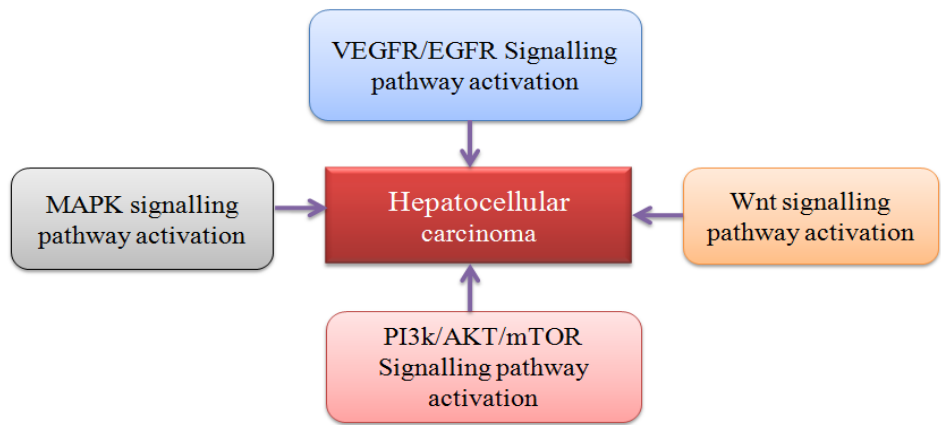 VEGFR/EGFR Signalling
pathway activation
MAPK signalling
pathway activation
Hepatocellular
carcinoma
Wnt signalling
pathway activation
PI3k/AKT/mTOR
Signalling pathway
activation